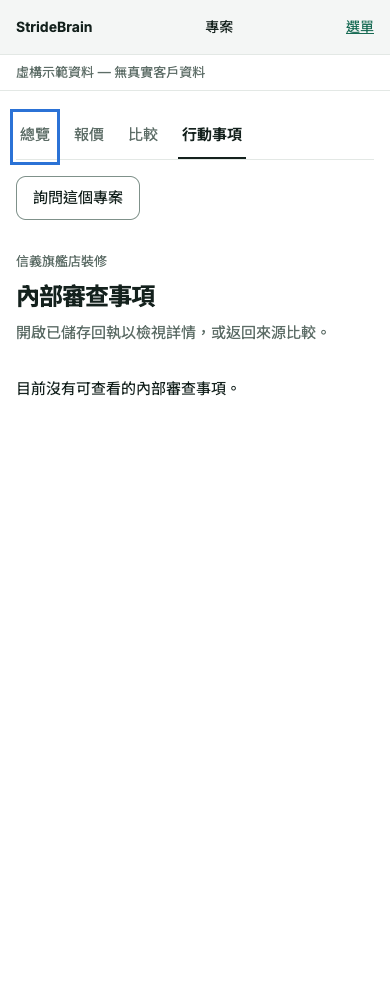 StrideBrain 專案 選單
虛構示範資料 — 無真實客戶資料
總覽 報價 比較 行動事項
詢問這個專案
信義旗艦店裝修
內部審查事項
開啟已儲存回執以檢視詳情，或返回來源比較。
目前沒有可查看的內部審查事項。